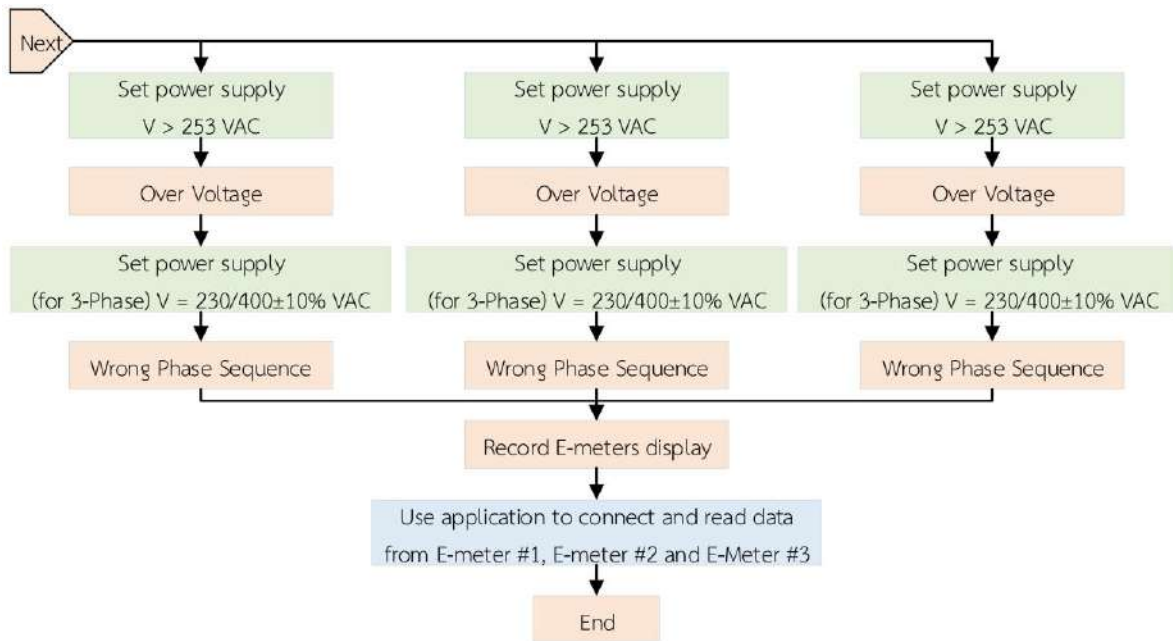 Next
Set power supply
V > 253 VAC
Set power supply
V > 253 VAC
Set power supply
V > 253 VAC
Over Voltage
Over Voltage
Over Voltage
Set power supply
(for 3-Phase) V = 230/400±10% VAC
Set power supply
(for 3-Phase) V = 230/400±10% VAC
Set power supply
(for 3-Phase) V = 230/400±10% VAC
Wrong Phase Sequence
Wrong Phase Sequence
Wrong Phase Sequence
Record E-meters display
Use application to connect and read data
from E-meter #1, E-meter #2 and E-Meter #3
End